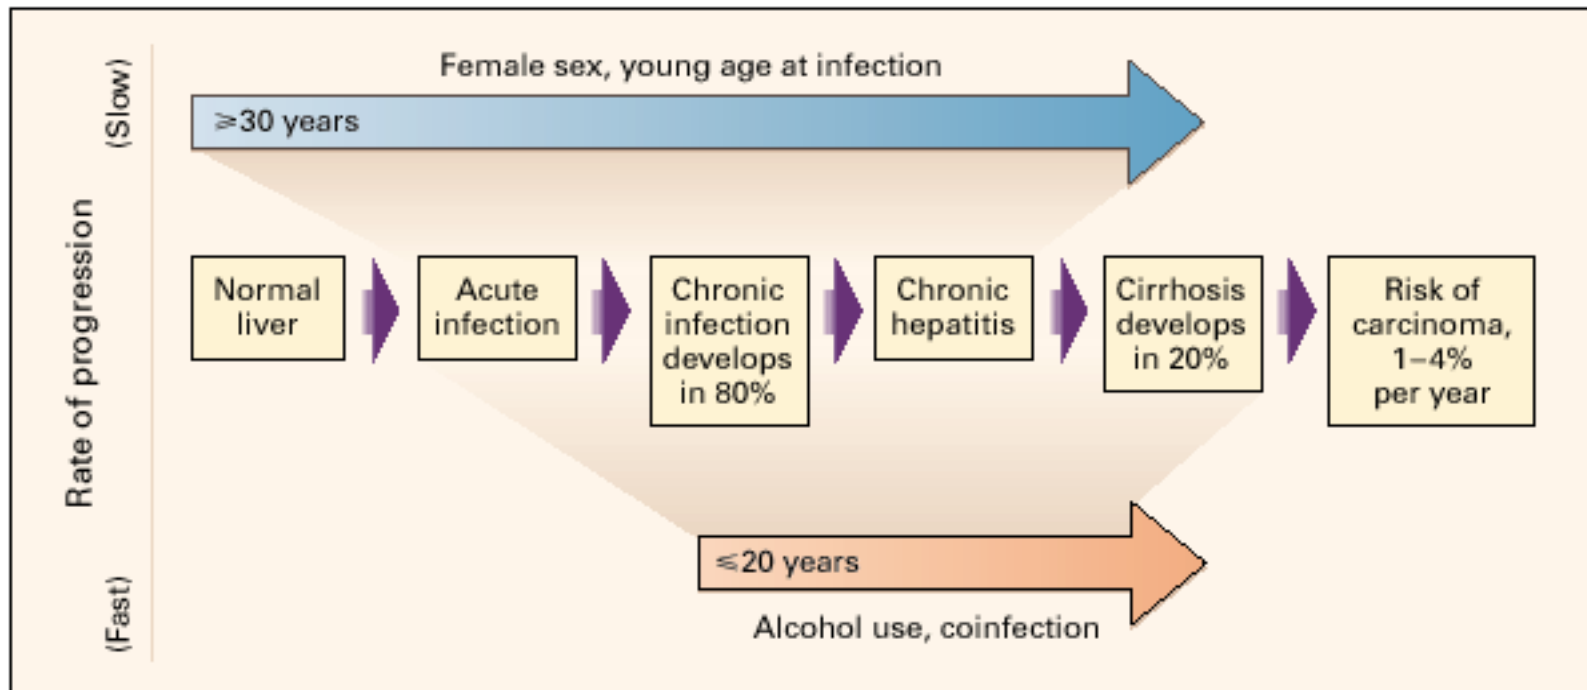 Rate of progression
(Slow)
(Fast)
Female sex, young age at infection
⩾30 years
Normal
liver
Acute
infection
Chronic
infection
develops
in 80%
Chronic
hepatitis
Cirrhosis
develops
in 20%
Risk of
carcinoma,
1–4%
per year
⩽20 years
Alcohol use, coinfection